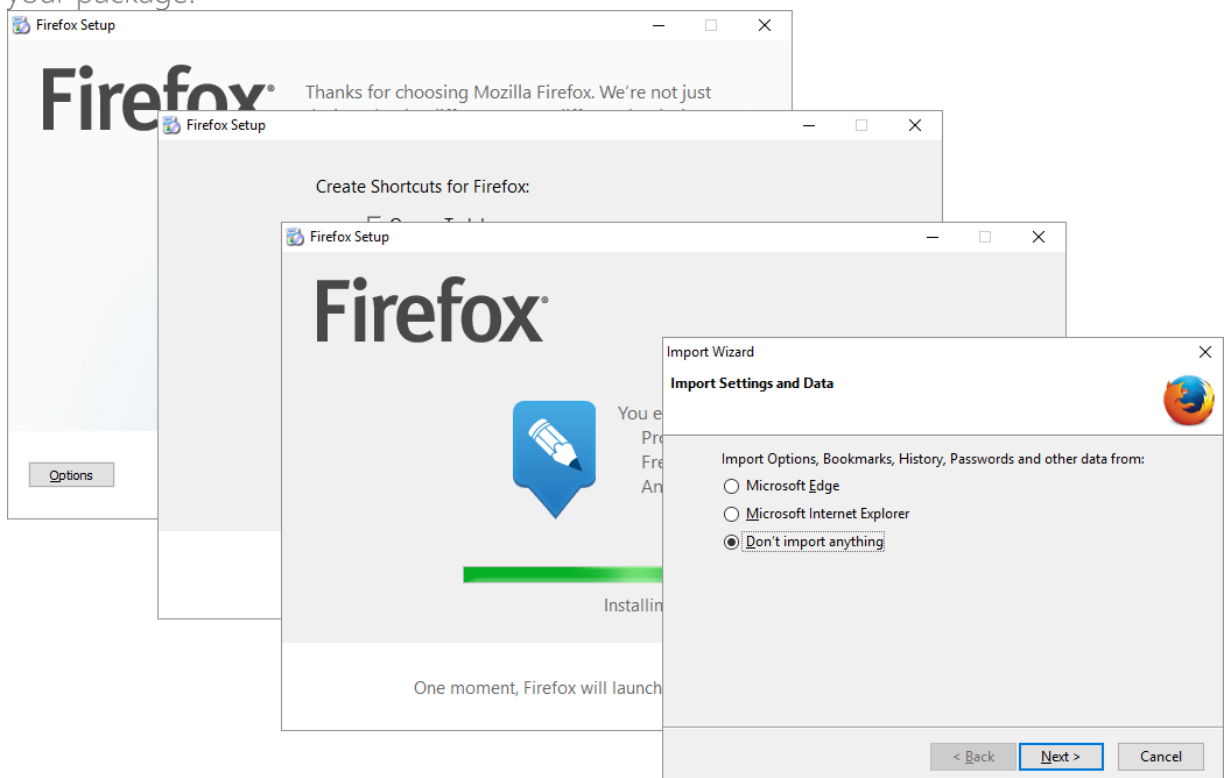 your package.
Firefox Setup
Firefox
Thanks for choosing Mozilla Firefox. We're not just
Options
Firefox Setup
Create Shortcuts for Firefox:
Firefox Setup
Firefox
You e
Pro
Fre
An
Installin
One moment, Firefox will launch
Import Wizard
Import Settings and Data
Import Options, Bookmarks, History, Passwords and other data from:
Microsoft Edge
Microsoft Internet Explorer
Don't import anything
< Back Next > Cancel